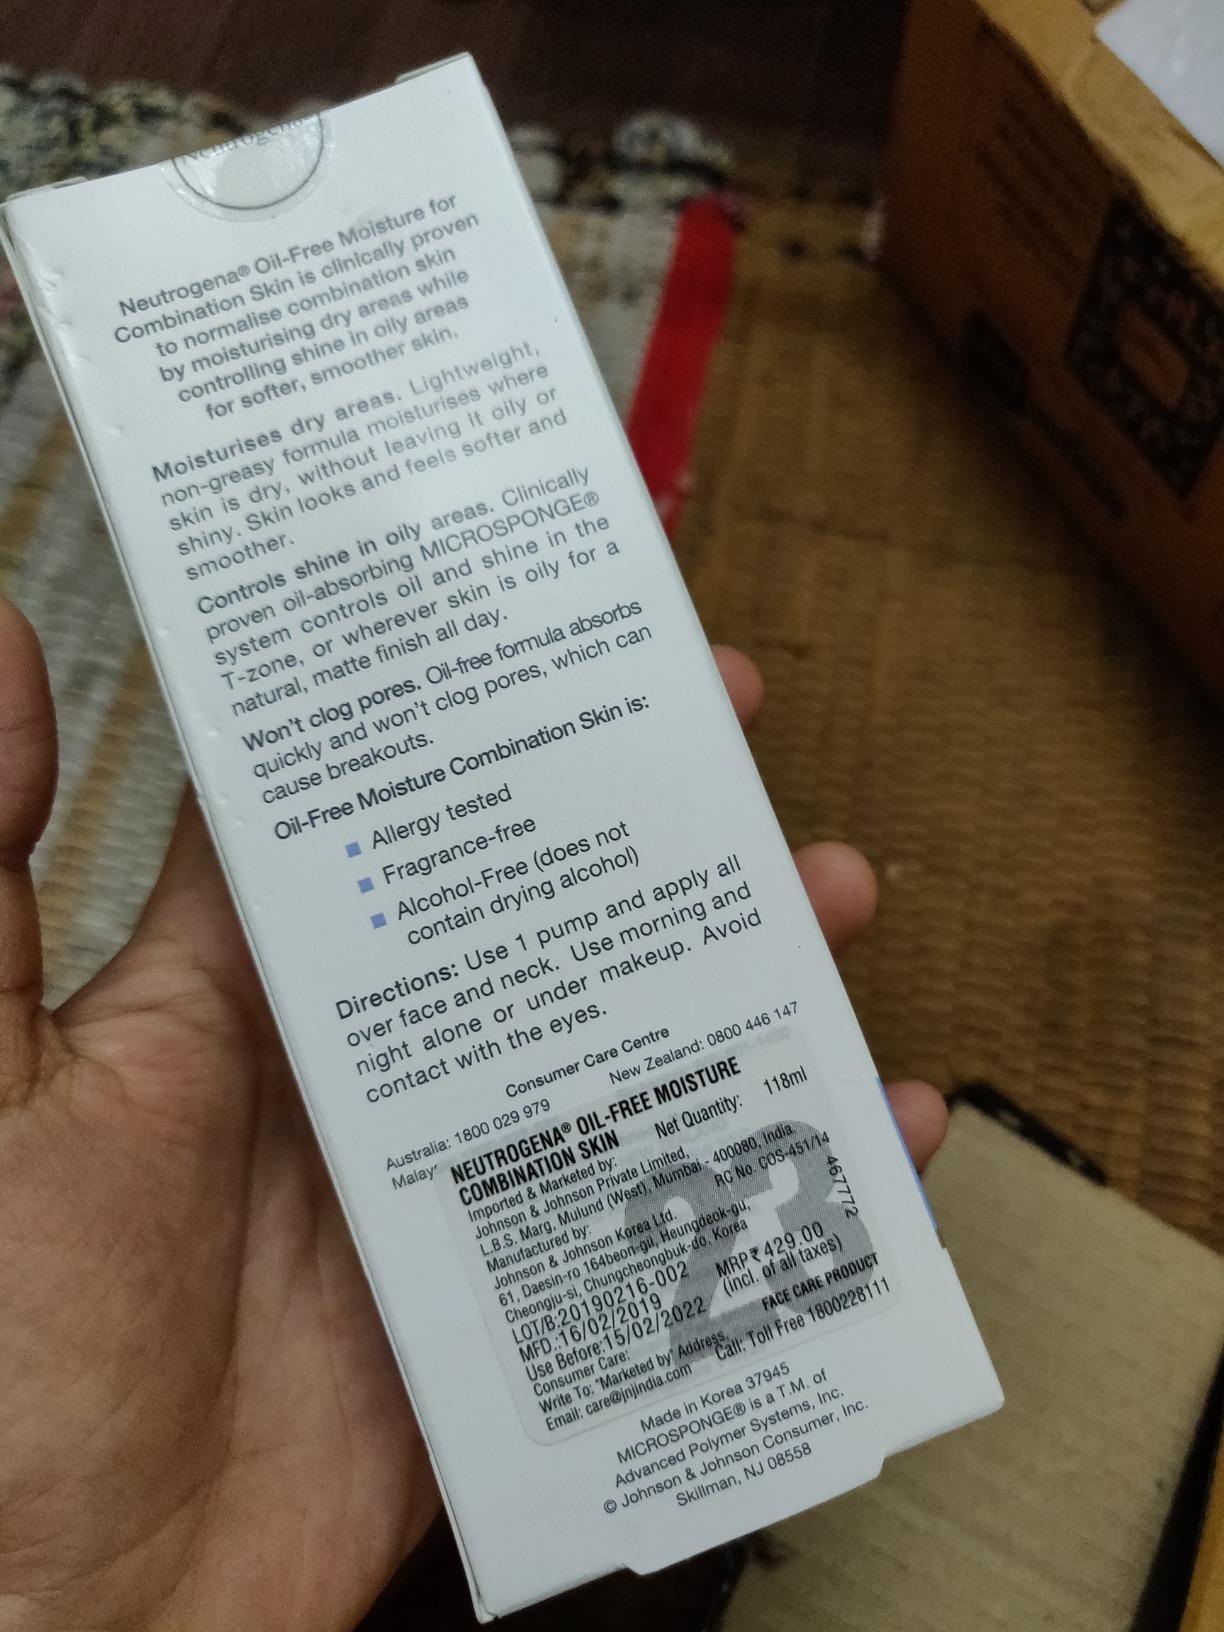 Neutrogena
Neutrogena® Oil-Free Moisture for
Combination Skin is clinically proven
to normalise combination skin
by moisturising dry areas while
controlling shine in oily areas
for softer, smoother skin.
Moisturises dry areas. Lightweight,
non-greasy formula moisturises where
skin is dry, without leaving it oily or
shiny. Skin looks and feels softer and
smoother.
Controls shine in oily areas. Clinically
proven oil-absorbing MICROSPONGE®
system controls oil and shine in the
T-zone, or wherever skin is oily for a
natural, matte finish all day.
Won't clog pores. Oil-free formula absorbs
quickly and won't clog pores, which can
cause breakouts.
Oil-Free Moisture Combination Skin is:
■ Allergy tested
■ Fragrance-free
■ Alcohol-Free (does not
contain drying alcohol)
Directions: Use 1 pump and apply all
over face and neck. Use morning and
night alone or under makeup. Avoid
contact with the eyes.
Consumer Care Centre
Australia: 1800 029 979 New Zealand: 0800 446 147
Malay
NEUTROGENA® OIL-FREE MOISTURE
COMBINATION SKIN Net Quantity: 118ml
Imported & Marketed by:
Johnson & Johnson Private Limited,
L.B.S. Marg, Mulund (West), Mumbai - 400080, India.
Manufactured by: RC No. COS-451/14
Johnson & Johnson Korea Ltd.
61, Daesin-ro 164beon-gil, Heungdeok-gu,
Cheongju-si, Chungcheongbuk-do, Korea
467772
23
LOT/B:20190216-002 MRP ₹ 429.00
MFD.:16/02/2019 (incl. of all taxes)
Use Before:15/02/2022 FACE CARE PRODUCT
Consumer Care:
Write To: "Marketed by" Address, Call: Toll Free 1800228111
Email: care@jnjindia.com
Made in Korea 37945
MICROSPONGE® is a T.M. of
Advanced Polymer Systems, Inc.
© Johnson & Johnson Consumer, Inc.
Skillman, NJ 08558